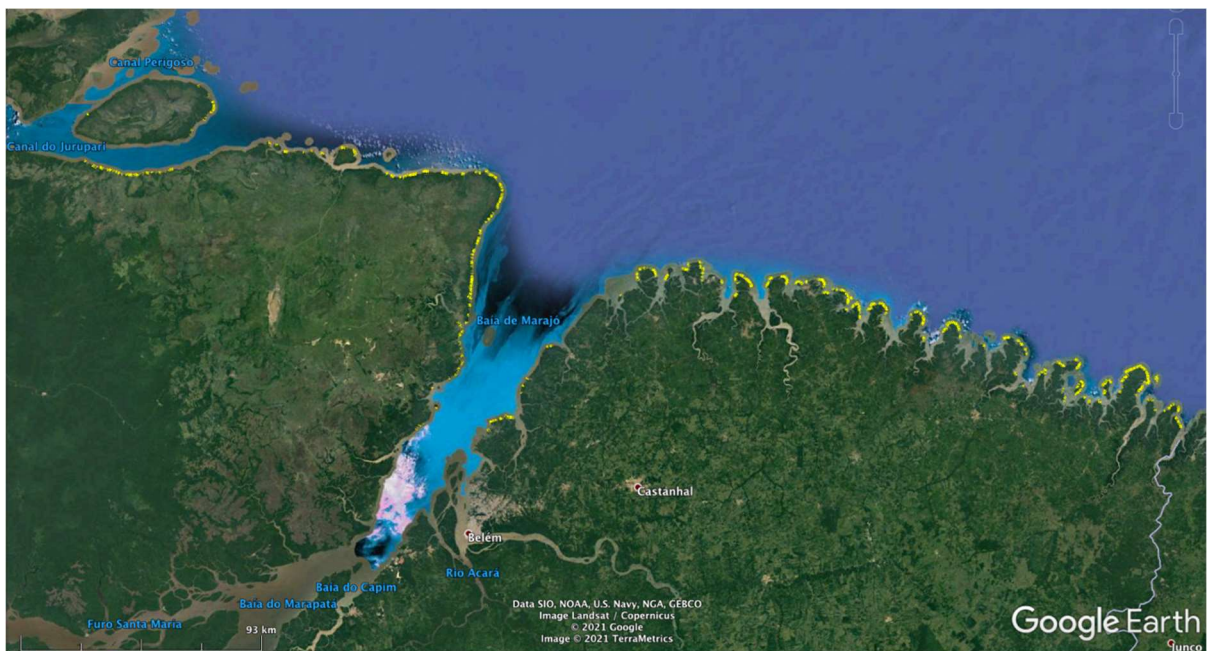 Canal Perigoso
Canal do Jurupari
Baía de Marajó
Castanhal
Belém
Rio Acará
Baía do Capim
Baía do Marapatá
Furo Santa Maria
93 km
Data SIO, NOAA, U.S. Navy, NGA, GEBCO
Image Landsat / Copernicus
© 2021 Google
Image © 2021 TerraMetrics
Google Earth
Junco